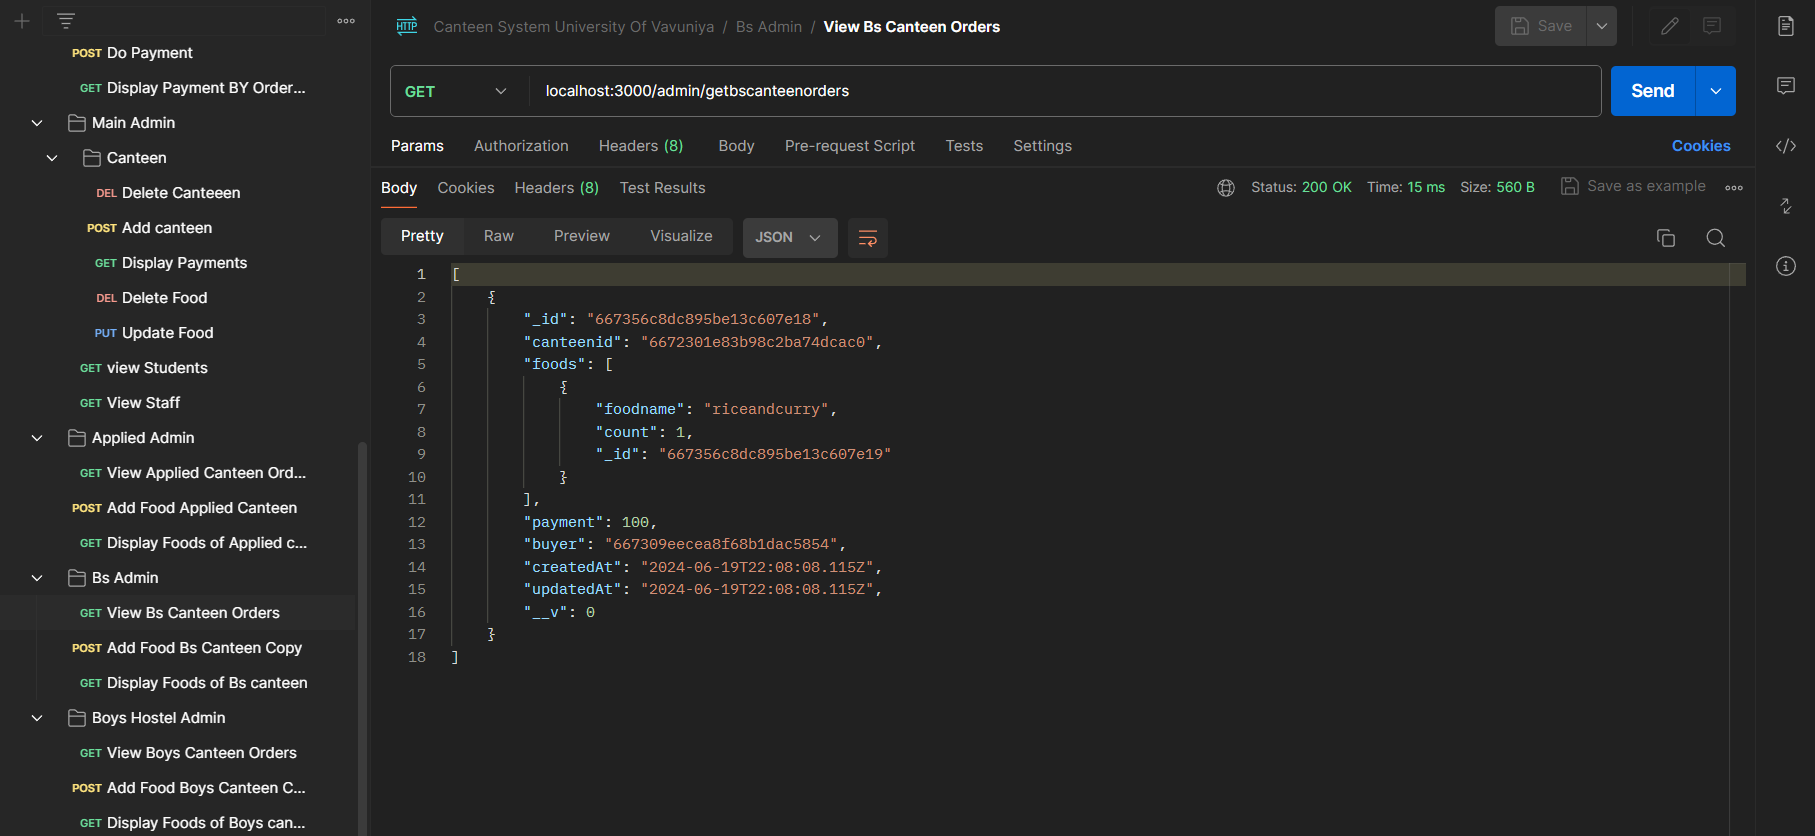 POST Do Payment
GET Display Payment BY Order...
Main Admin
Canteen
DEL Delete Canteeen
POST Add canteen
GET Display Payments
DEL Delete Food
PUT Update Food
GET view Students
GET View Staff
Applied Admin
GET View Applied Canteen Ord...
POST Add Food Applied Canteen
GET Display Foods of Applied c...
Bs Admin
GET View Bs Canteen Orders
POST Add Food Bs Canteen Copy
GET Display Foods of Bs canteen
Boys Hostel Admin
GET View Boys Canteen Orders
POST Add Food Boys Canteen C...
GET Display Foods of Boys can...
HTTP Canteen System University Of Vavuniya / Bs Admin / View Bs Canteen Orders Save
GET localhost:3000/admin/getbscanteenorders Send
Params Authorization Headers (8) Body Pre-request Script Tests Settings Cookies
Body Cookies Headers (8) Test Results Status: 200 OK Time: 15 ms Size: 560 B Save as example
Pretty Raw Preview Visualize JSON
1 [
2 {
3 "_id": "667356c8dc895be13c607e18",
4 "canteenid": "6672301e83b98c2ba74dcac0",
5 "foods": [
6 {
7 "foodname": "riceandcurry",
8 "count": 1,
9 "_id": "667356c8dc895be13c607e19"
10 }
11 ],
12 "payment": 100,
13 "buyer": "667309eecea8f68b1dac5854",
14 "createdAt": "2024-06-19T22:08:08.115Z",
15 "updatedAt": "2024-06-19T22:08:08.115Z",
16 "__v": 0
17 }
18 ]